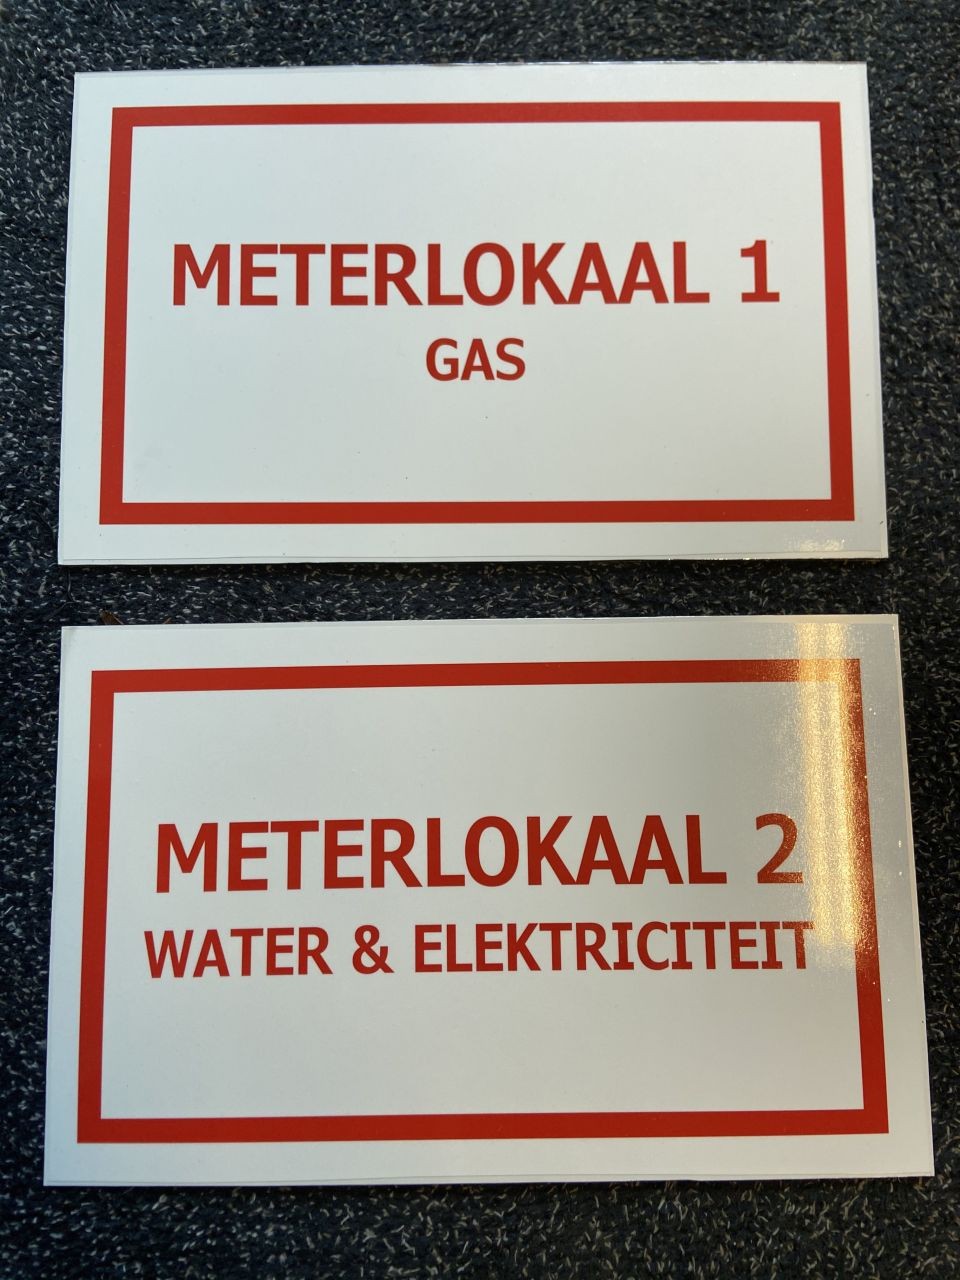 METERLOKAAL 1
GAS
METERLOKAAL 2
WATER & ELEKTRICITEIT